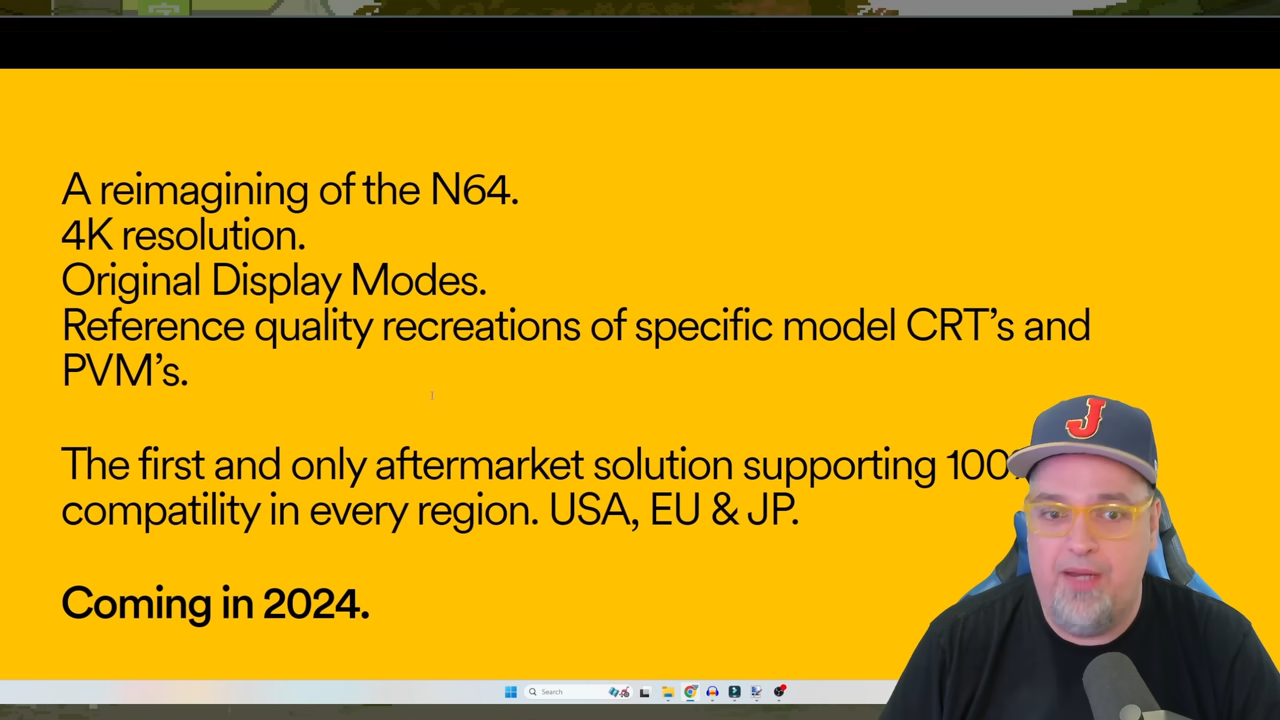 A reimagining of the N64.
4K resolution.
Original Display Modes.
Reference quality recreations of specific model CRT’s and
PVM’s.
The first and only aftermarket solution supporting 100%
compatility in every region. USA, EU & JP.
Coming in 2024.
J
Search